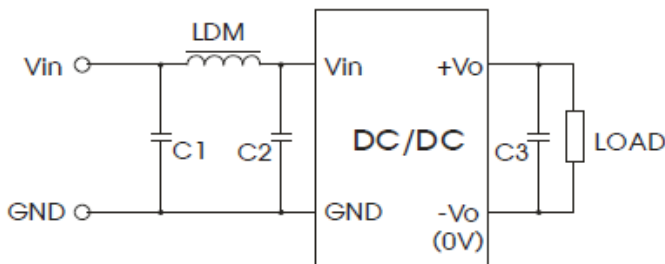 LDM
Vin
Vin
+Vo
C1
C2
DC/DC
C3
LOAD
GND
GND
-Vo
(0V)